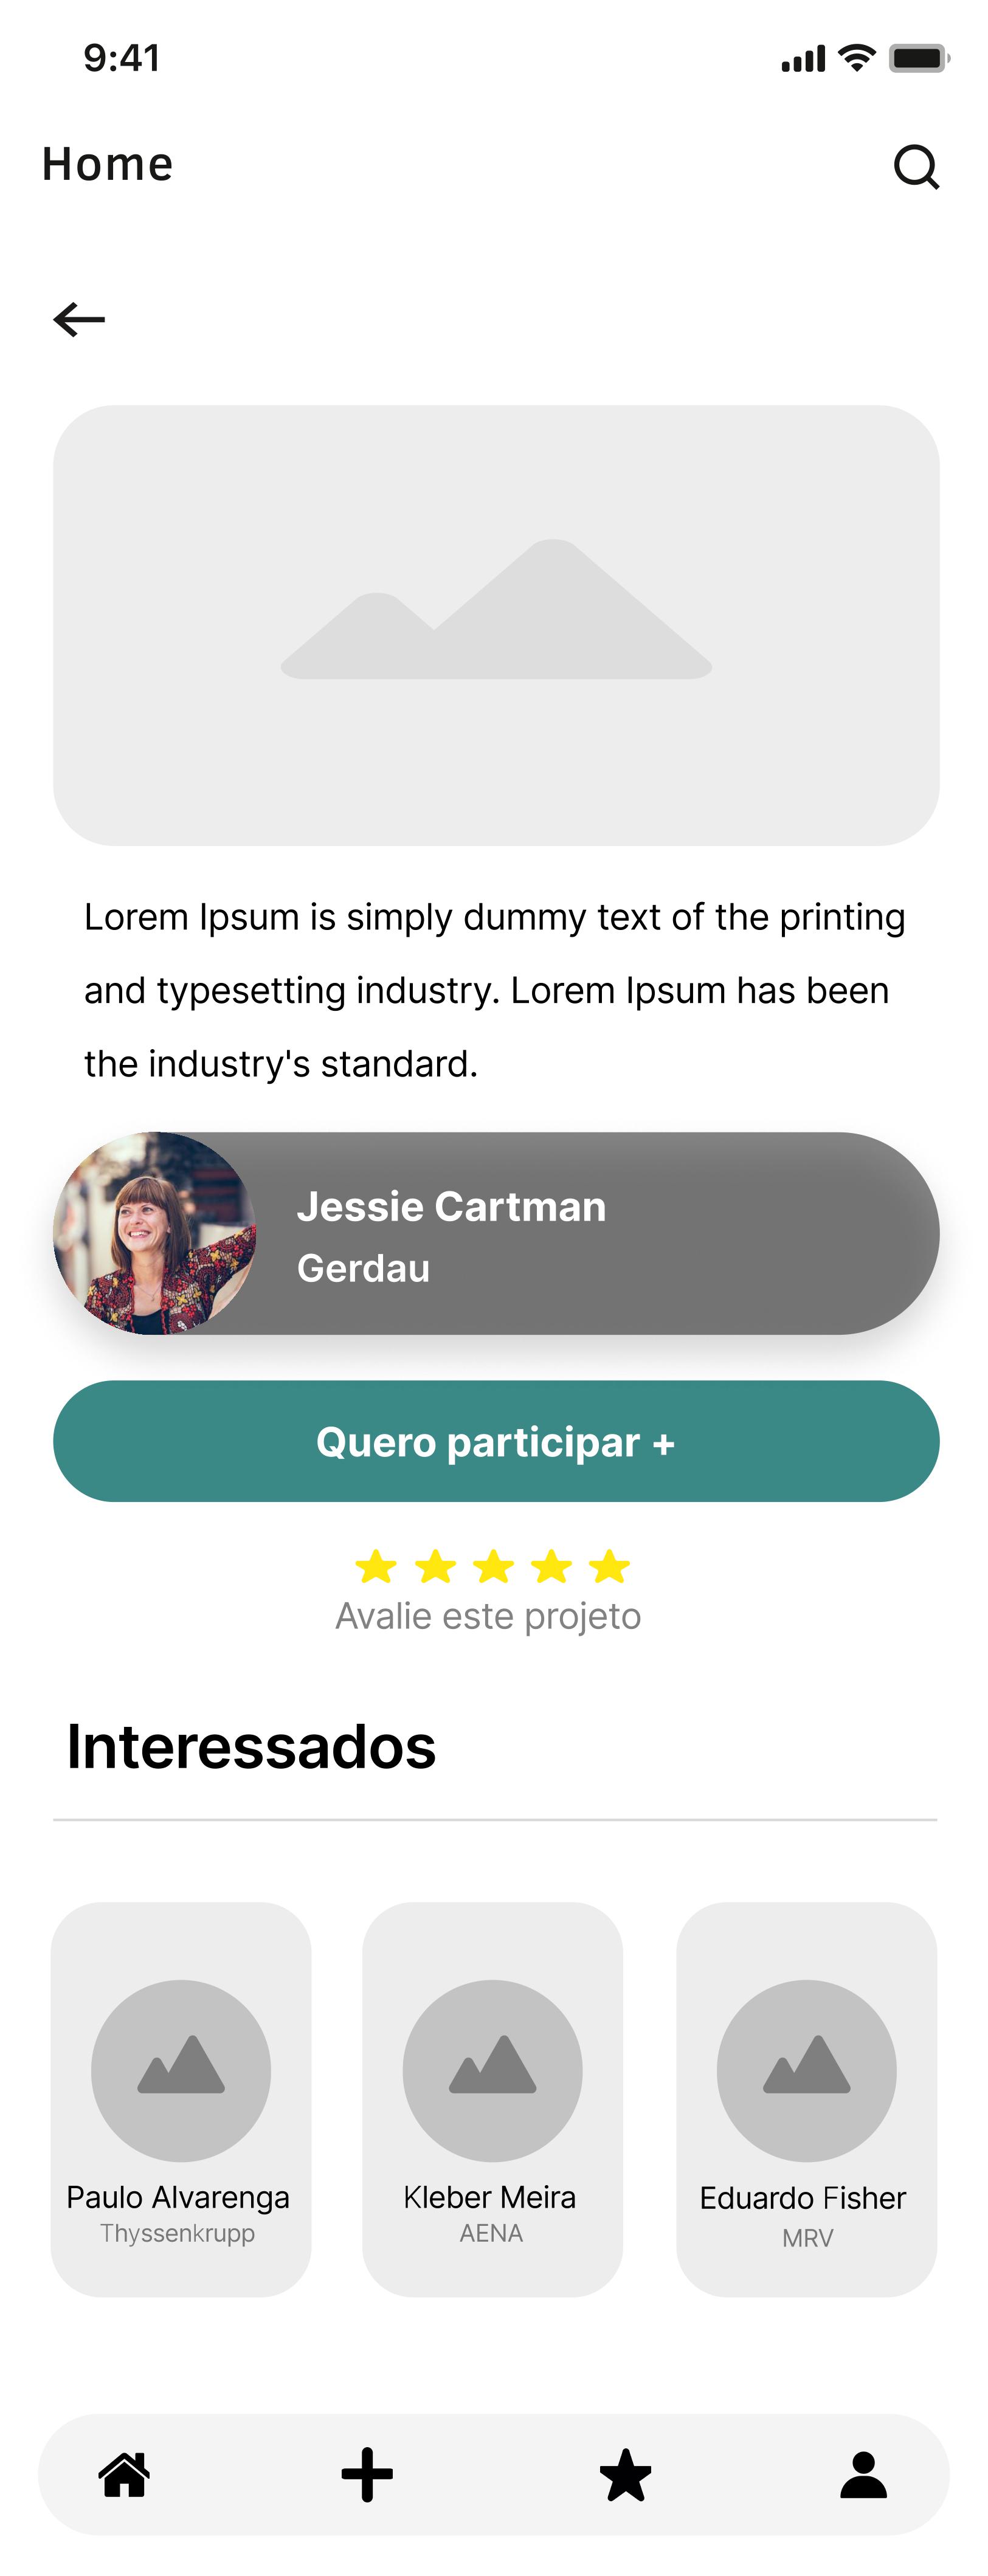 9:41
Home
Lorem Ipsum is simply dummy text of the printing
and typesetting industry. Lorem Ipsum has been
the industry's standard.
Jessie Cartman
Gerdau
Quero participar +
Avalie este projeto
Interessados
Paulo Alvarenga
Thyssenkrupp
Kleber Meira
AENA
Eduardo Fisher
MRV